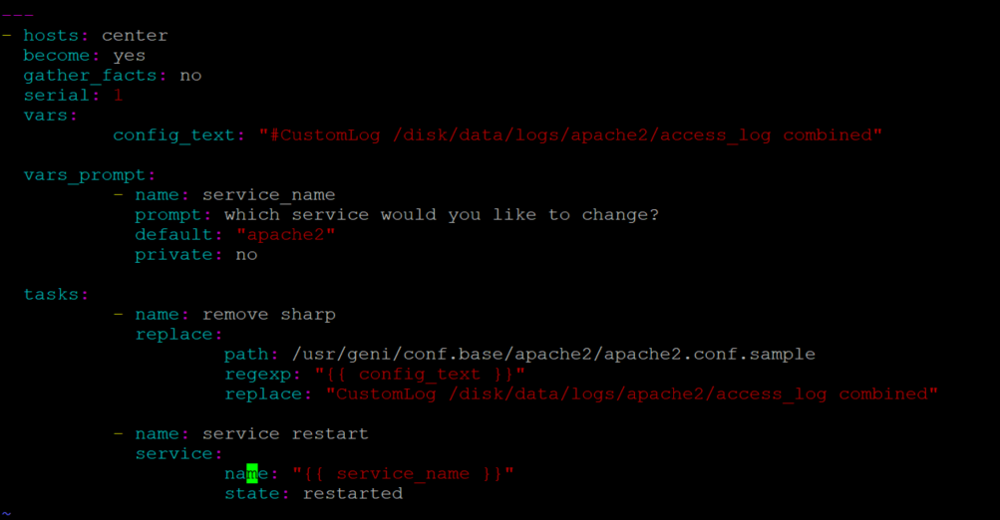 ---
- hosts: center
  become: yes
  gather_facts: no
  serial: 1
  vars:
          config_text: "#CustomLog /disk/data/logs/apache2/access_log combined"
  vars_prompt:
          - name: service_name
            prompt: which service would you like to change?
            default: "apache2"
            private: no
  tasks:
          - name: remove sharp
            replace:
                    path: /usr/geni/conf.base/apache2/apache2.conf.sample
                    regexp: "{{ config_text }}"
                    replace: "CustomLog /disk/data/logs/apache2/access_log combined"
          - name: service restart
            service:
                    name: "{{ service_name }}"
                    state: restarted
~